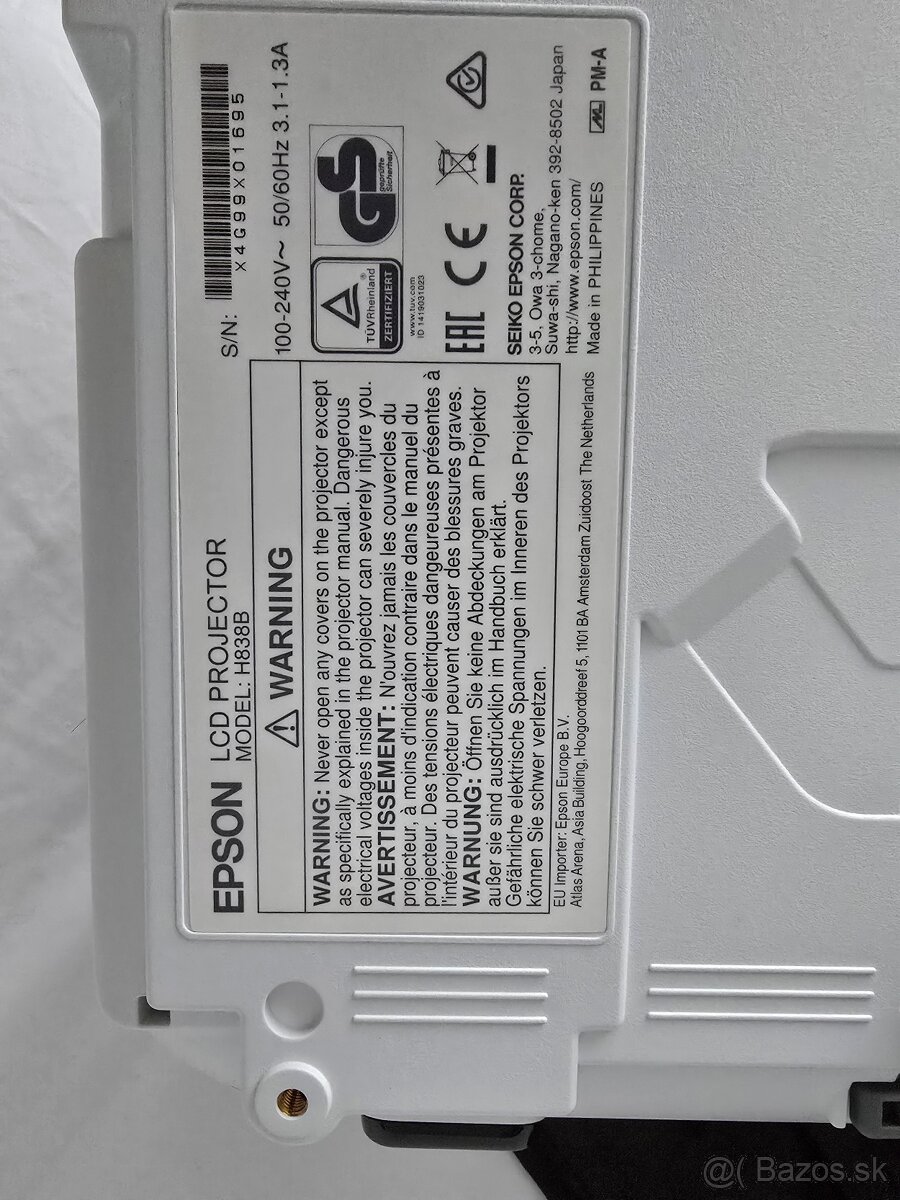 EPSON LCD PROJECTOR
MODEL: H838B
S/N:
X4G99X01695
100-240V~ 50/60Hz 3.1-1.3A
WARNING
WARNING: Never open any covers on the projector except
as specifically explained in the projector manual. Dangerous
electrical voltages inside the projector can severely injure you.
AVERTISSEMENT: N'ouvrez jamais les couvercles du
projecteur, à moins d'indication contraire dans le manuel du
projecteur. Des tensions électriques dangereuses présentes à
l'intérieur du projecteur peuvent causer des blessures graves.
WARNUNG: Öffnen Sie keine Abdeckungen am Projektor
außer sie sind ausdrücklich im Handbuch erklärt.
Gefährliche elektrische Spannungen im Inneren des Projektors
können Sie schwer verletzen.
EU Importer: Epson Europe B.V.
Atlas Arena, Asia Building, Hoogoorddreef 5, 1101 BA Amsterdam Zuidoost The Netherlands
TÜVRheinland ®
ZERTIFIZIERT
www.tuv.com
ID 1419031023
GS
geprüfte
Sicherheit
EAC CE
SEIKO EPSON CORP.
3-5, Owa 3-chome,
Suwa-shi, Nagano-ken 392-8502 Japan
http://www.epson.com/
Made in PHILIPPINES
PM-A
@( Bazos.sk